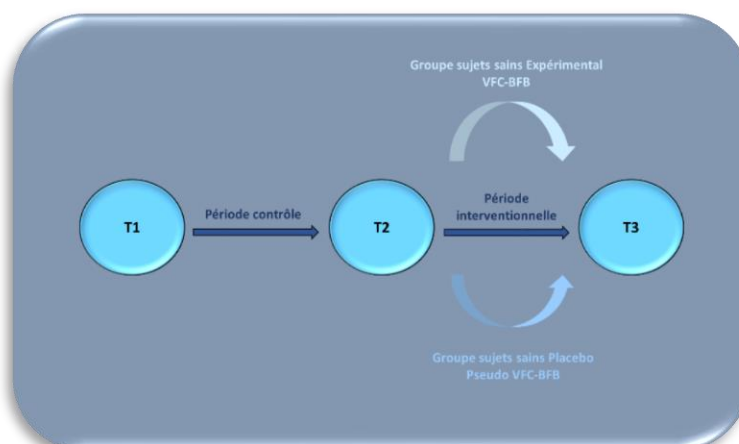 Groupe sujets sains Expérimental
VFC-BFB
T1
Période contrôle
T2
Période
interventionnelle
T3
Groupe sujets sains Placebo
Pseudo VFC-BFB